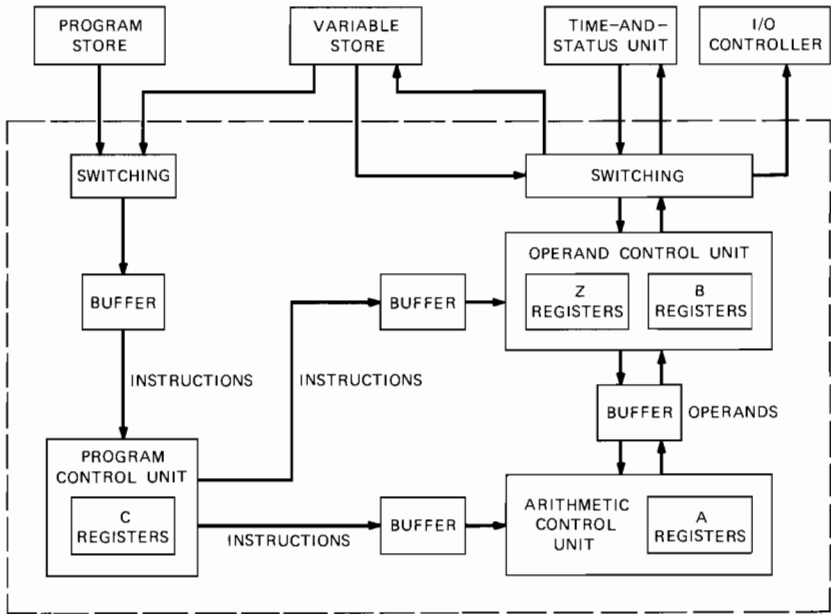 PROGRAM
STORE
VARIABLE
STORE
TIME-AND-
STATUS UNIT
I/O
CONTROLLER
SWITCHING
SWITCHING
OPERAND CONTROL UNIT
Z
REGISTERS
B
REGISTERS
BUFFER
BUFFER
INSTRUCTIONS
INSTRUCTIONS
BUFFER
OPERANDS
PROGRAM
CONTROL UNIT
C
REGISTERS
INSTRUCTIONS
BUFFER
ARITHMETIC
CONTROL
UNIT
A
REGISTERS